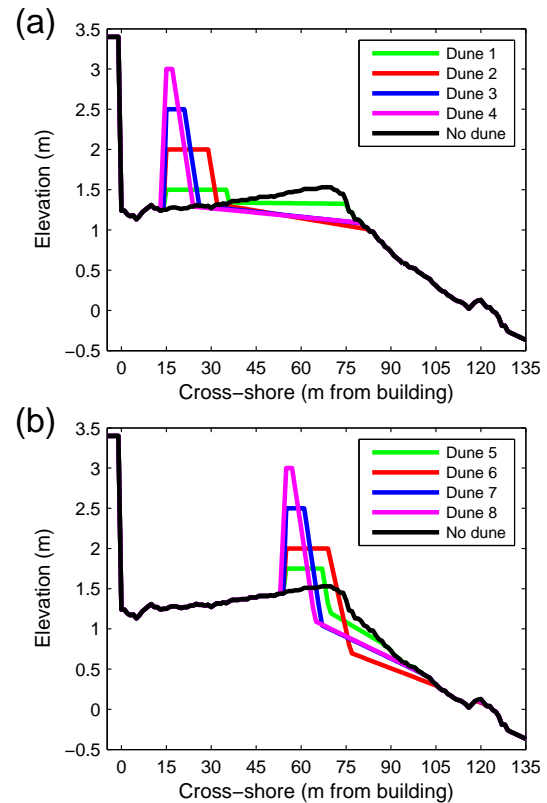 (a)
3.5
3
2.5
2
1.5
1
0.5
0
−0.5
Elevation (m)
Dune 1
Dune 2
Dune 3
Dune 4
No dune
0 15 30 45 60 75 90 105 120 135
Cross−shore (m from building)
(b)
3.5
3
2.5
2
1.5
1
0.5
0
−0.5
Elevation (m)
Dune 5
Dune 6
Dune 7
Dune 8
No dune
0 15 30 45 60 75 90 105 120 135
Cross−shore (m from building)